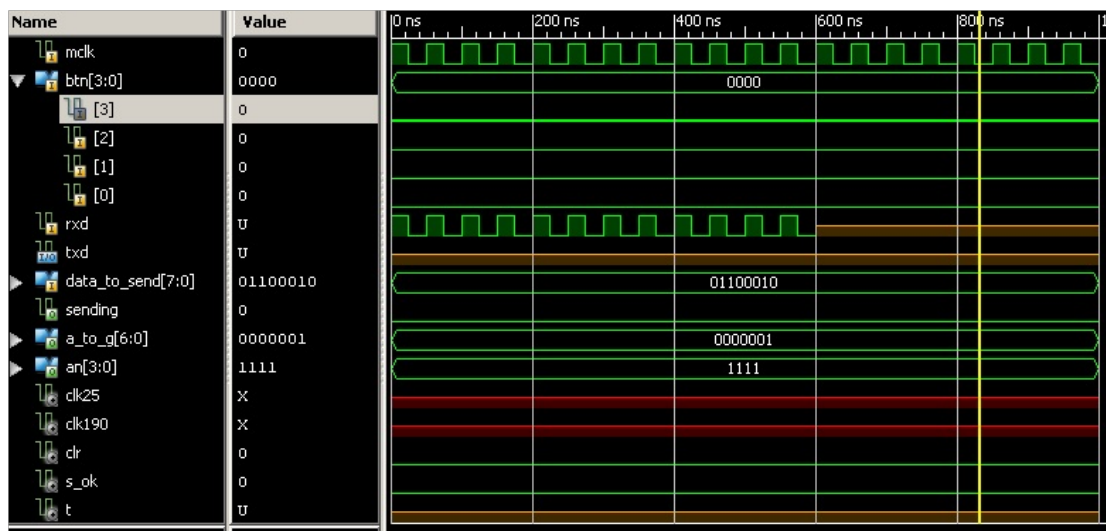 Name Value |0 ns |200 ns |400 ns |600 ns |800 ns |1
mclk 0
btn[3:0] 0000 0000
[3] 0
[2] 0
[1] 0
[0] 0
rxd U
txd U
data_to_send[7:0] 01100010 01100010
sending 0
a_to_g[6:0] 0000001 0000001
an[3:0] 1111 1111
clk25 X
clk190 X
clr 0
s_ok 0
t U